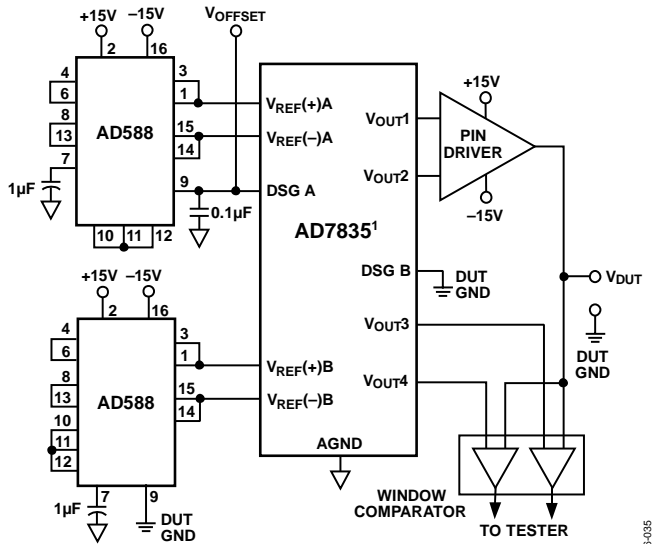 +15V
–15V
VOFFSET
2
16
4
6
8
13
7
1µF
AD588
3
1
15
14
9
10
11
12
0.1µF
VREF(+)A
VREF(–)A
DSG A
AD7835¹
VOUT1
VOUT2
+15V
PIN
DRIVER
–15V
DSG B
DUT
GND
VDUT
DUT
GND
VOUT3
VOUT4
+15V
–15V
2
16
4
6
8
13
10
11
12
AD588
3
1
15
14
VREF(+)B
VREF(–)B
AGND
7
1µF
9
DUT
GND
WINDOW
COMPARATOR
TO TESTER